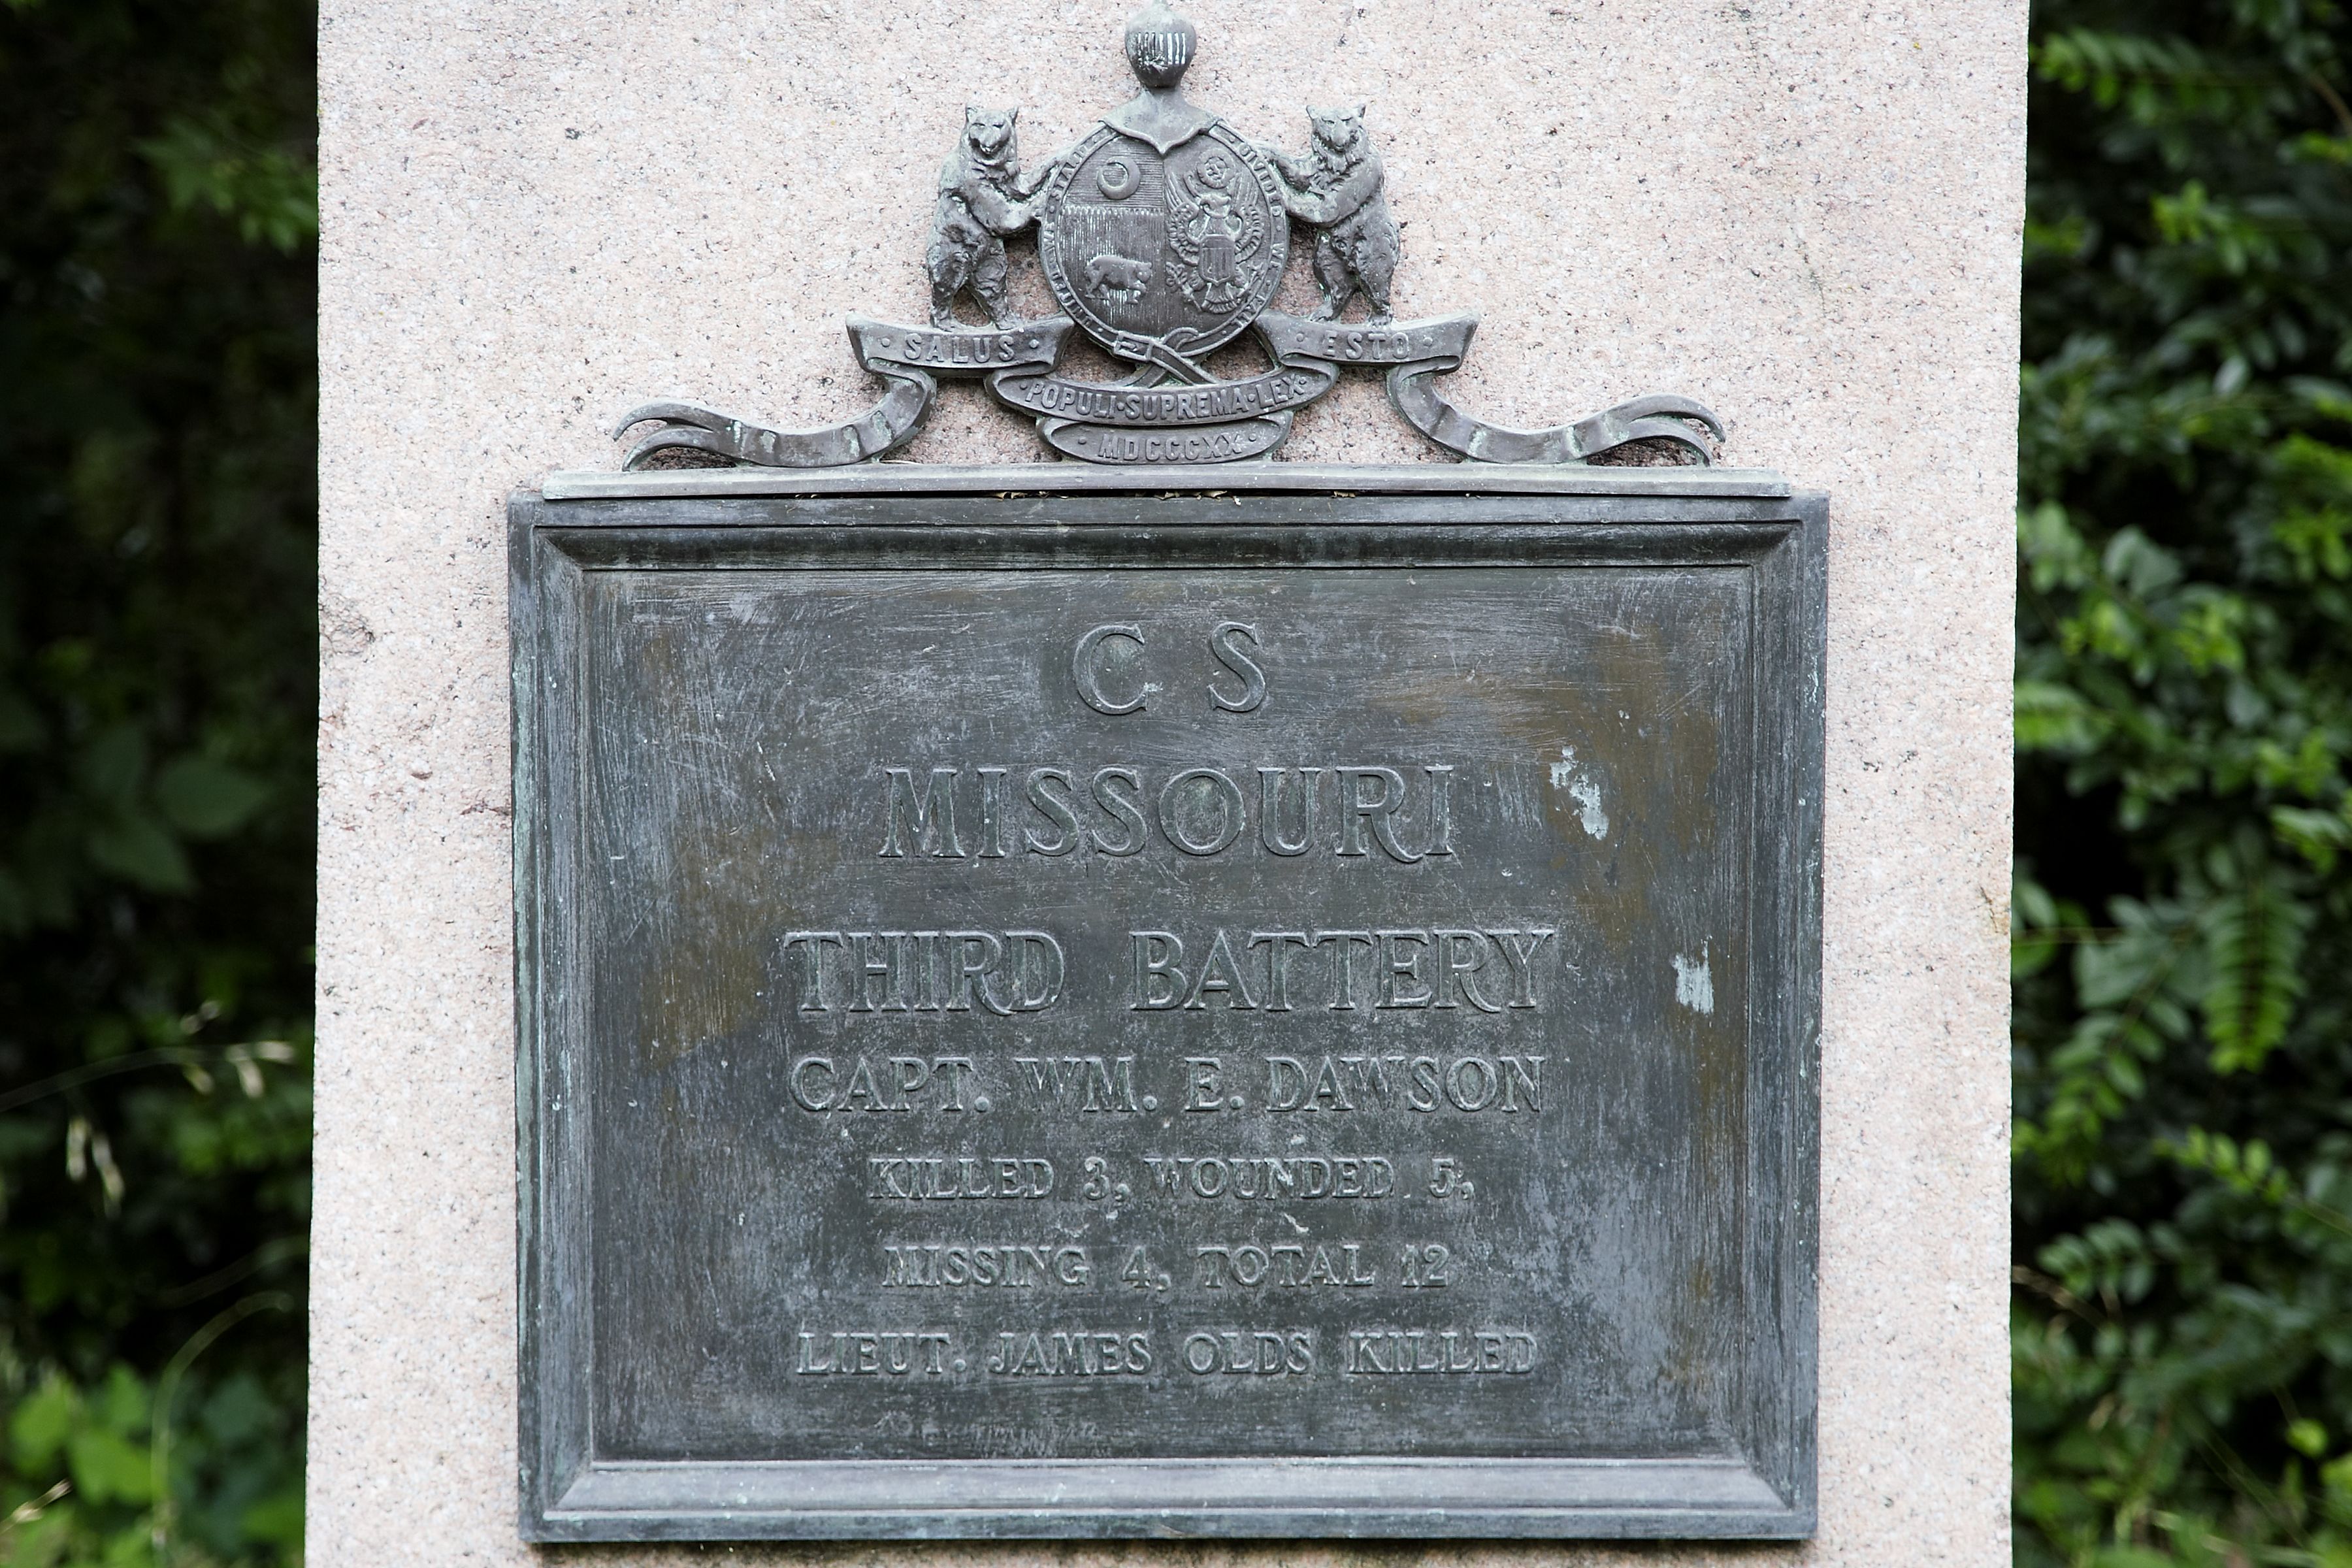 SALUS ESTO
POPULI SUPREMA LEX
MDCCCXX
C S
MISSOURI
THIRD BATTERY
CAPT. WM. E. DAWSON
KILLED 3, WOUNDED 5,
MISSING 4, TOTAL 12
LIEUT. JAMES OLDS KILLED